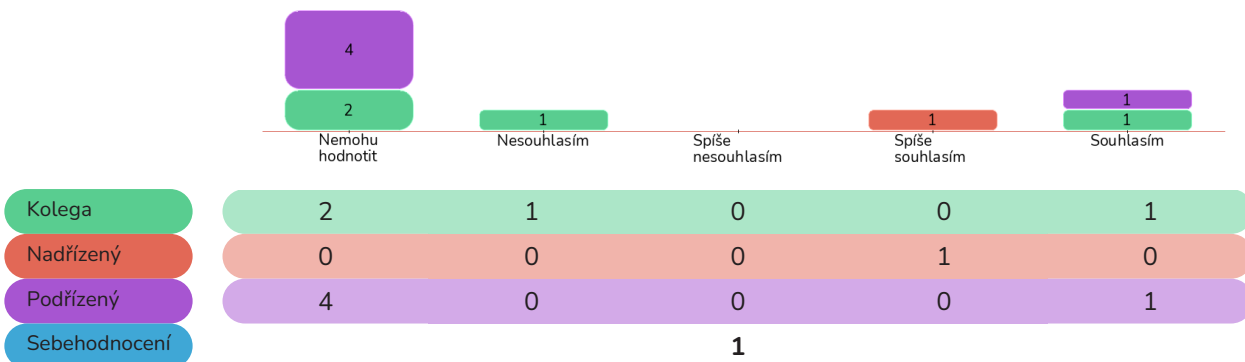 4
2
1
1
1
1
Nemohu
hodnotit
Nesouhlasím
Spíše
nesouhlasím
Spíše
souhlasím
Souhlasím
Kolega 2 1 0 0 1
Nadřízený 0 0 0 1 0
Podřízený 4 0 0 0 1
Sebehodnocení 1